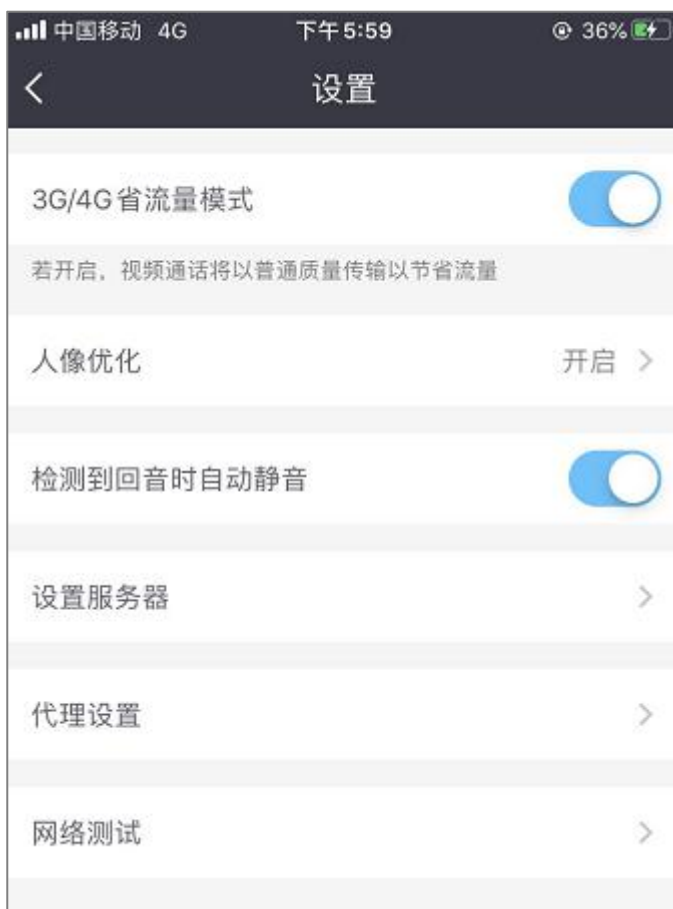 中国移动 4G 下午5:59 36%
设置
3G/4G省流量模式
若开启，视频通话将以普通质量传输以节省流量
人像优化 开启
检测到回音时自动静音
设置服务器
代理设置
网络测试